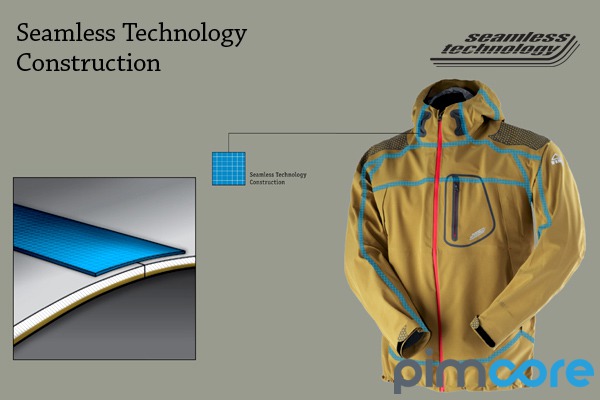 Seamless Technology
Construction
seamless
technology
Seamless Technology
Construction
pimcore